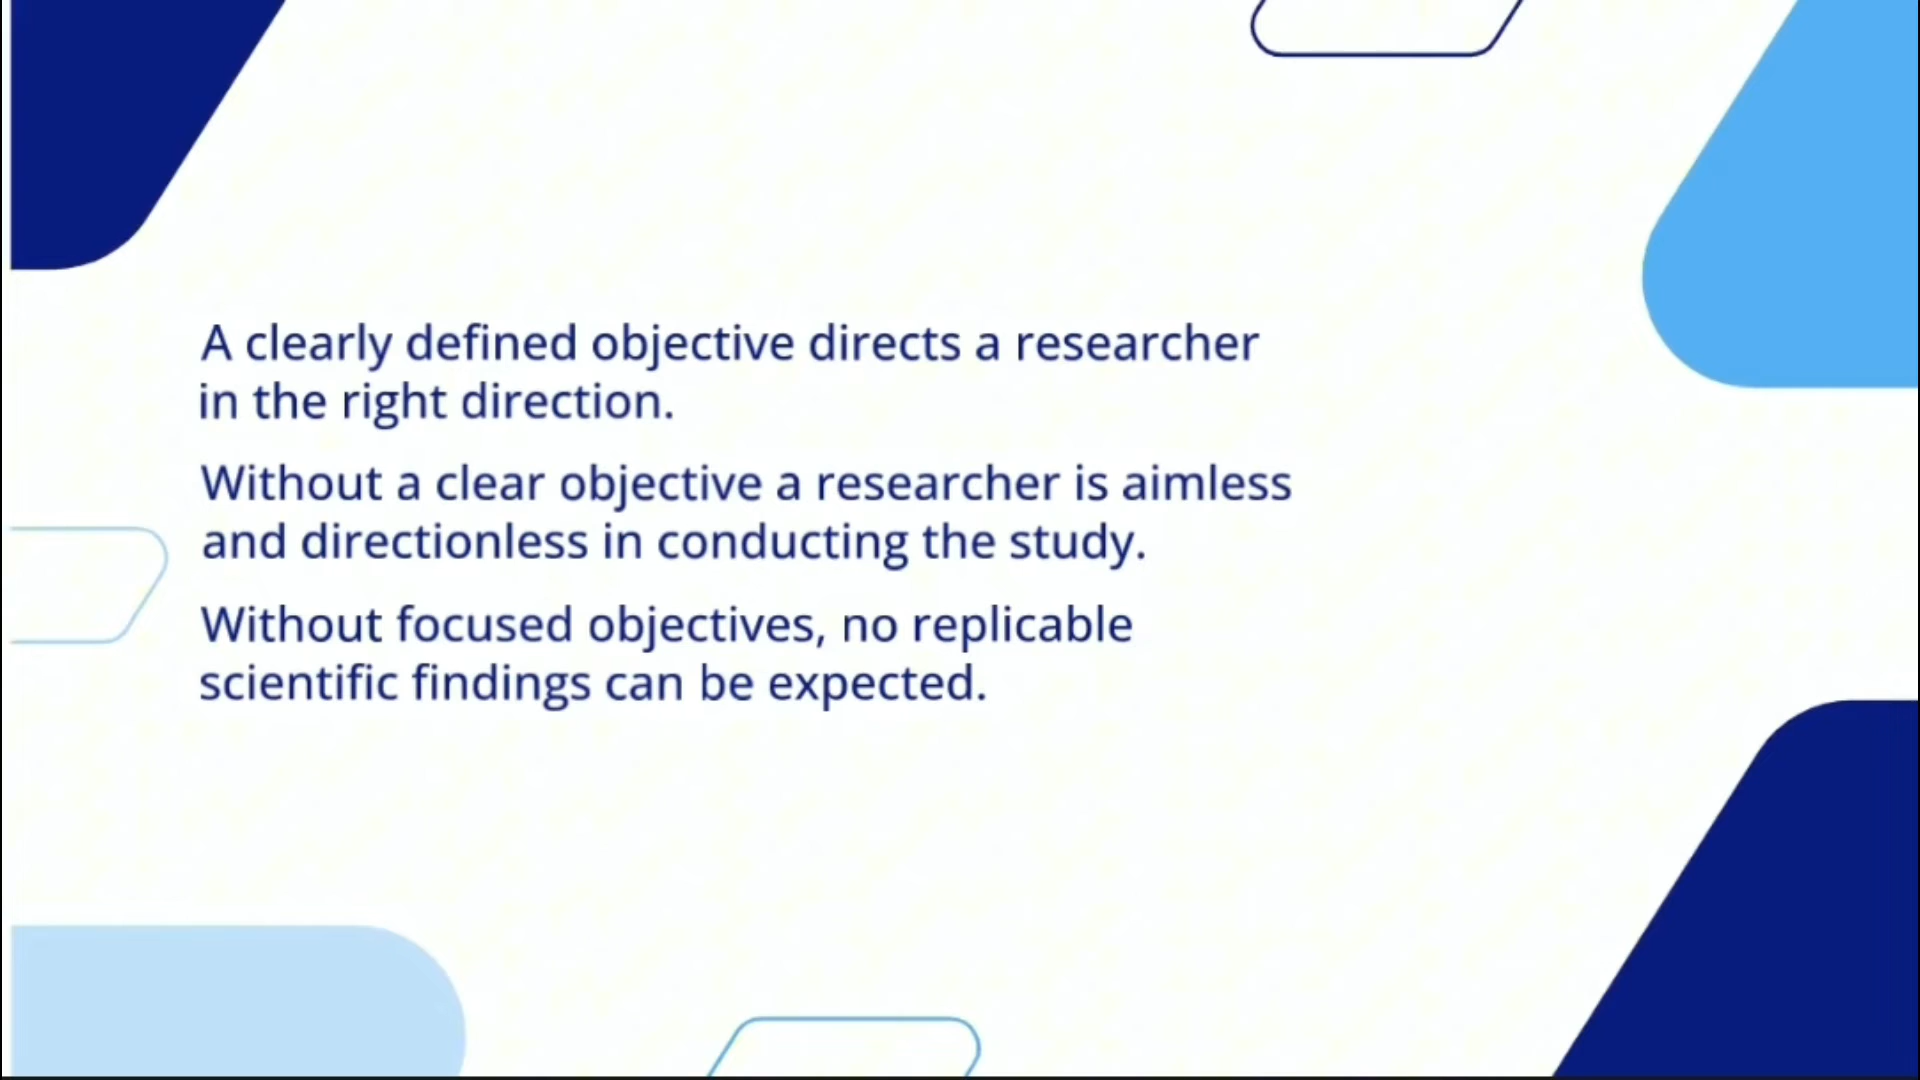 A clearly defined objective directs a researcher
in the right direction.
Without a clear objective a researcher is aimless
and directionless in conducting the study.
Without focused objectives, no replicable
scientific findings can be expected.